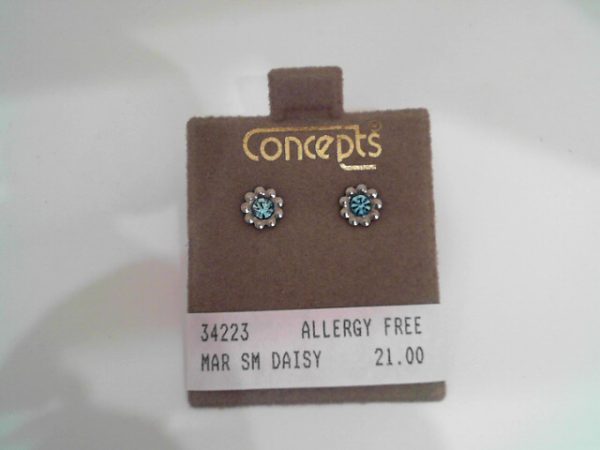 Concepts®
34223 ALLERGY FREE
MAR SM DAISY 21.00